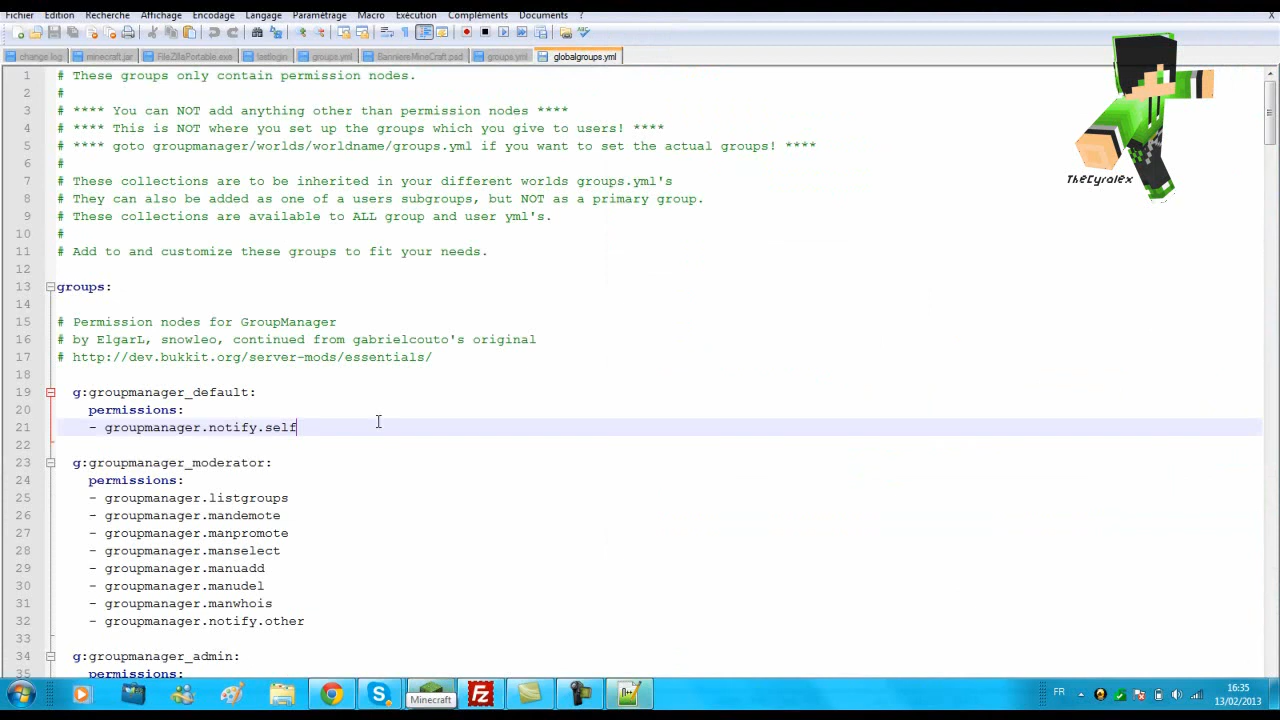 Fichier Edition Recherche Affichage Encodage Langage Paramétrage Macro Exécution Compléments Documents ? X
change.log minecraft.jar FileZillaPortable.exe lastlogin groups.yml BanniereMineCraft.psd groups.yml globalgroups.yml
1 # These groups only contain permission nodes.
2 #
3 # **** You can NOT add anything other than permission nodes ****
4 # **** This is NOT where you set up the groups which you give to users! ****
5 # **** goto groupmanager/worlds/worldname/groups.yml if you want to set the actual groups! ****
6 #
7 # These collections are to be inherited in your different worlds groups.yml's
8 # They can also be added as one of a users subgroups, but NOT as a primary group.
9 # These collections are available to ALL group and user yml's.
10 #
11 # Add to and customize these groups to fit your needs.
12
13 groups:
14
15 # Permission nodes for GroupManager
16 # by ElgarL, snowleo, continued from gabrielcouto's original
17 # http://dev.bukkit.org/server-mods/essentials/
18
19 g:groupmanager_default:
20 permissions:
21 - groupmanager.notify.self
22
23 g:groupmanager_moderator:
24 permissions:
25 - groupmanager.listgroups
26 - groupmanager.mandemote
27 - groupmanager.manpromote
28 - groupmanager.manselect
29 - groupmanager.manuadd
30 - groupmanager.manudel
31 - groupmanager.manwhois
32 - groupmanager.notify.other
33
34 g:groupmanager_admin:
35 permissions:
TheCyralex
Minecraft
FR
16:35
13/02/2013